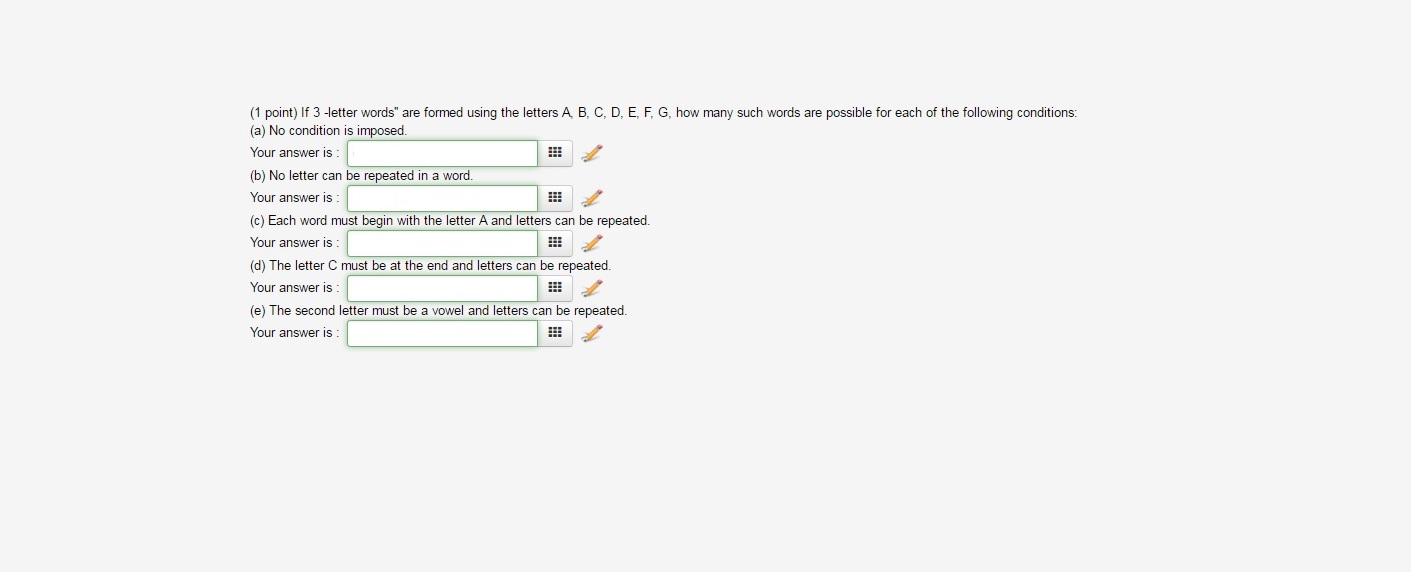 (1 point) If 3 -letter words" are formed using the letters A, B, C, D, E, F, G, how many such words are possible for each of the following conditions:
(a) No condition is imposed.
Your answer is :
(b) No letter can be repeated in a word.
Your answer is :
(c) Each word must begin with the letter A and letters can be repeated.
Your answer is :
(d) The letter C must be at the end and letters can be repeated.
Your answer is :
(e) The second letter must be a vowel and letters can be repeated.
Your answer is :